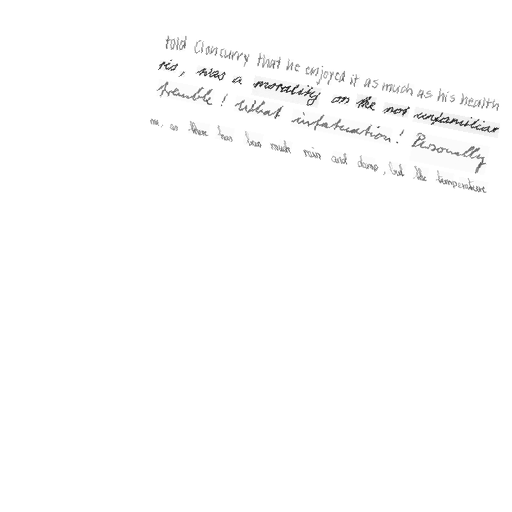 told Cloncurry that he enjoyed it as much as his health
ris, was a morality on the not unfamiliar
tremble! What infatuation! Personally
me, as there has been much rain and damp, but the temperature